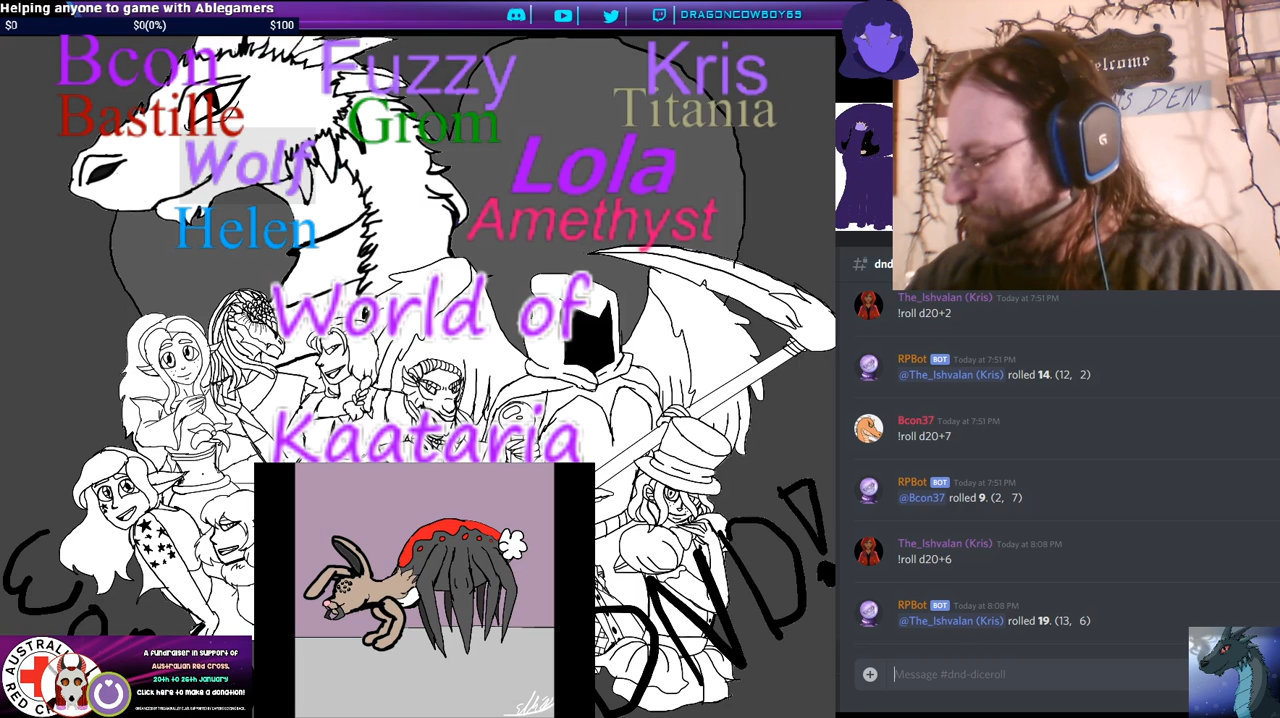 Helping anyone to game with Ablegamers
$0 $0(0%) $100
DRAGONCOWBOY69
Bcon Fuzzy Kris
Bastille Grom Titania
Wolf Lola
Helen Amethyst
World of
Kaataria
DND!
elcome
'S DEN
# dnd
The_Ishvalan (Kris) Today at 7:51 PM
!roll d20+2
RPBot BOT Today at 7:51 PM
@The_Ishvalan (Kris) rolled 14. (12, 2)
Bcon37 Today at 7:51 PM
!roll d20+7
RPBot BOT Today at 7:51 PM
@Bcon37 rolled 9. (2, 7)
The_Ishvalan (Kris) Today at 8:08 PM
!roll d20+6
RPBot BOT Today at 8:08 PM
@The_Ishvalan (Kris) rolled 19. (13, 6)
Message #dnd-diceroll
AUSTRALIAN
RED CR
A fundraiser in support of
Australian Red Cross.
20th to 26th January
Click here to make a donation!